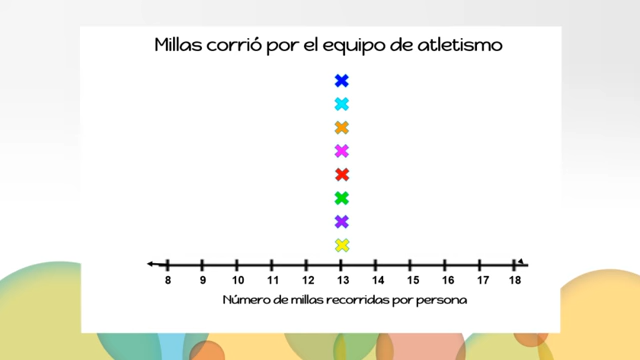 Millas corrió por el equipo de atletismo
8 9 10 11 12 13 14 15 16 17 18
Número de millas recorridas por persona